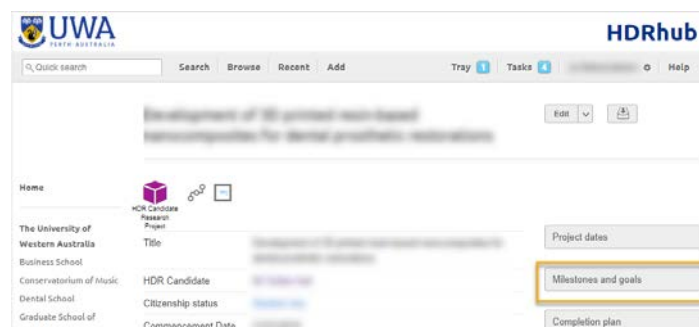 UWA
PERTH AUSTRALIA
HDRhub
Quick search
Search Browse Recent Add
Tray 1 Tasks 4
Help
Edit
Home
HDR Candidate
Research
Project
The University of
Western Australia
Business School
Conservatorium of Music
Dental School
Graduate School of
Title
HDR Candidate
Citizenship status
Commencement Date
Project dates
Milestones and goals
Completion plan